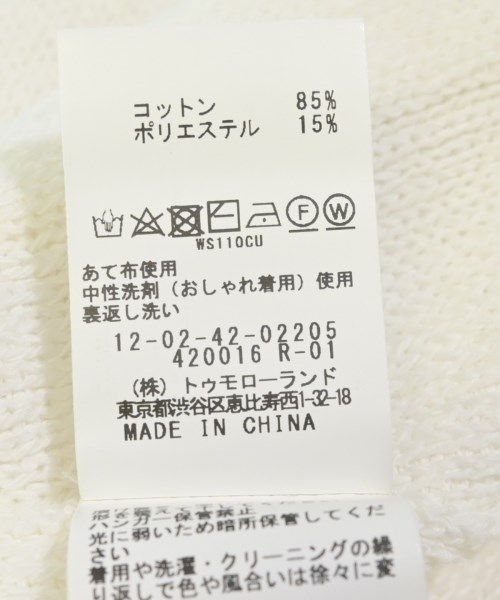 コットン 85%
ポリエステル 15%
F W
WS110CU
あて布使用
中性洗剤(おしゃれ着用)使用
裏返し洗い
12-02-42-02205
420016 R-01
(株)トゥモローランド
東京都渋谷区恵比寿西1-32-18
MADE IN CHINA
ハンガー保管禁止
光に弱いため暗所保管してくだ
さい
着用や洗濯・クリーニングの繰
り返しで色や風合いは徐々に変